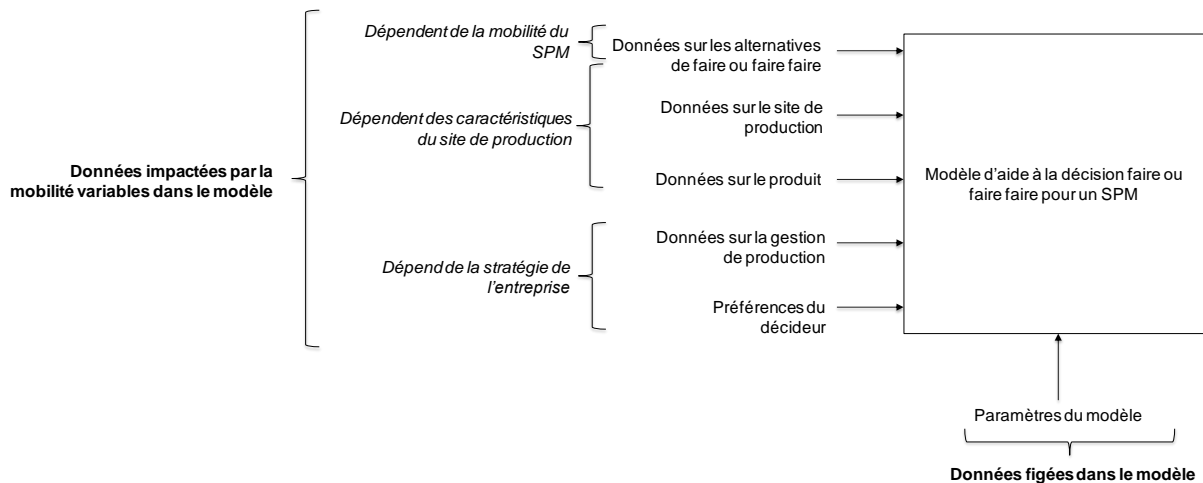 Données impactées par la
mobilité variables dans le modèle
Dépendent de la mobilité du
SPM
Dépendent des caractéristiques
du site de production
Dépend de la stratégie de
l’entreprise
Données sur les alternatives
de faire ou faire faire
Données sur le site de
production
Données sur le produit
Données sur la gestion
de production
Préférences du
décideur
Modèle d’aide à la décision faire ou
faire faire pour un SPM
Paramètres du modèle
Données figées dans le modèle